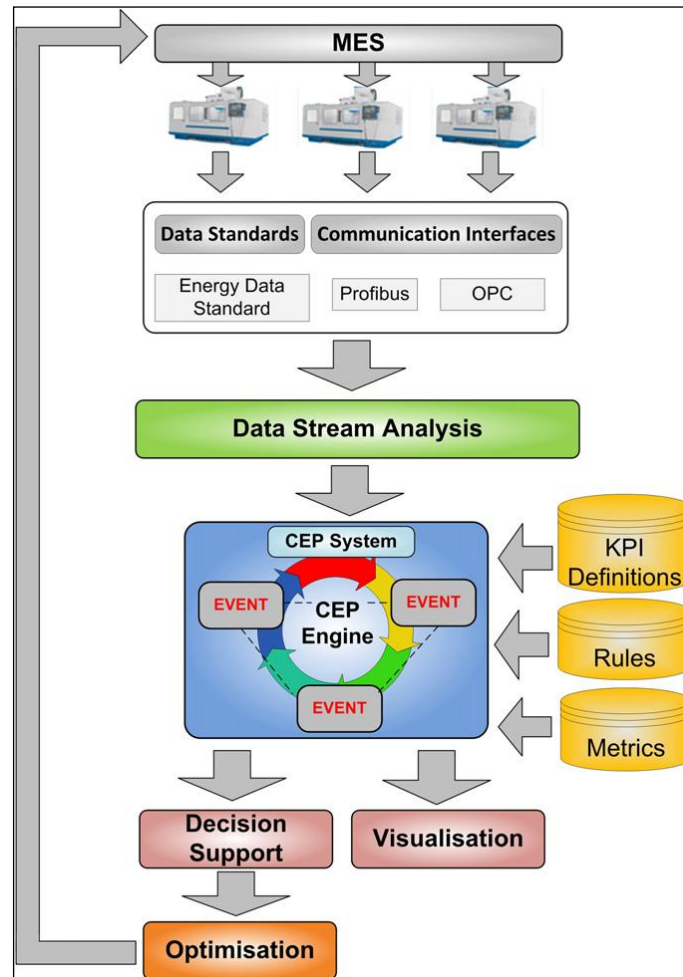 MES
Data Standards
Communication Interfaces
Energy Data
Standard
Profibus
OPC
Data Stream Analysis
CEP System
KPI
Definitions
EVENT
CEP
Engine
EVENT
Rules
EVENT
Metrics
Decision
Support
Visualisation
Optimisation